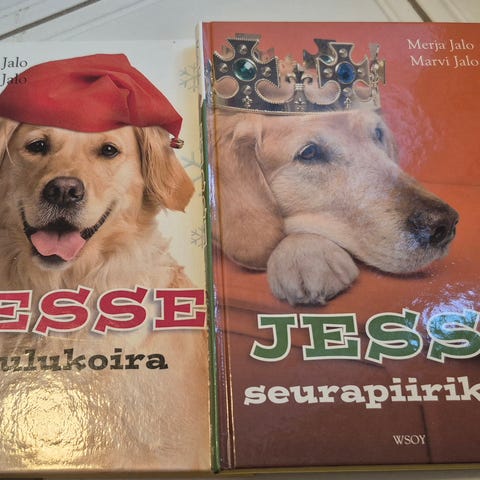 Jalo
Jalo
ESSE
ulukoira
Merja Jalo
Marvi Jalo
JESS
seurapiirik
WSOY